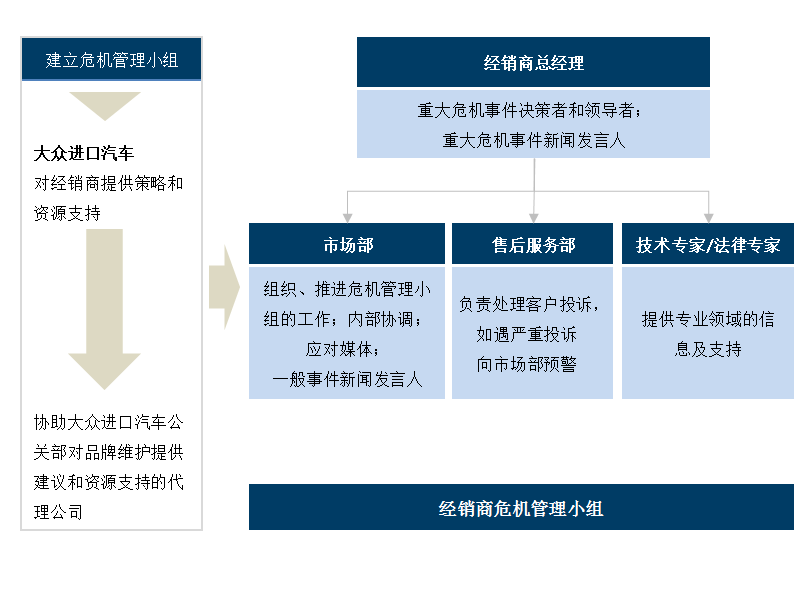 建立危机管理小组
大众进口汽车
对经销商提供策略和
资源支持
协助大众进口汽车公
关部对品牌维护提供
建议和资源支持的代
理公司
经销商总经理
重大危机事件决策者和领导者；
重大危机事件新闻发言人
市场部
组织、推进危机管理小
组的工作；内部协调；
应对媒体；
一般事件新闻发言人
售后服务部
负责处理客户投诉，
如遇严重投诉
向市场部预警
技术专家/法律专家
提供专业领域的信
息及支持
经销商危机管理小组